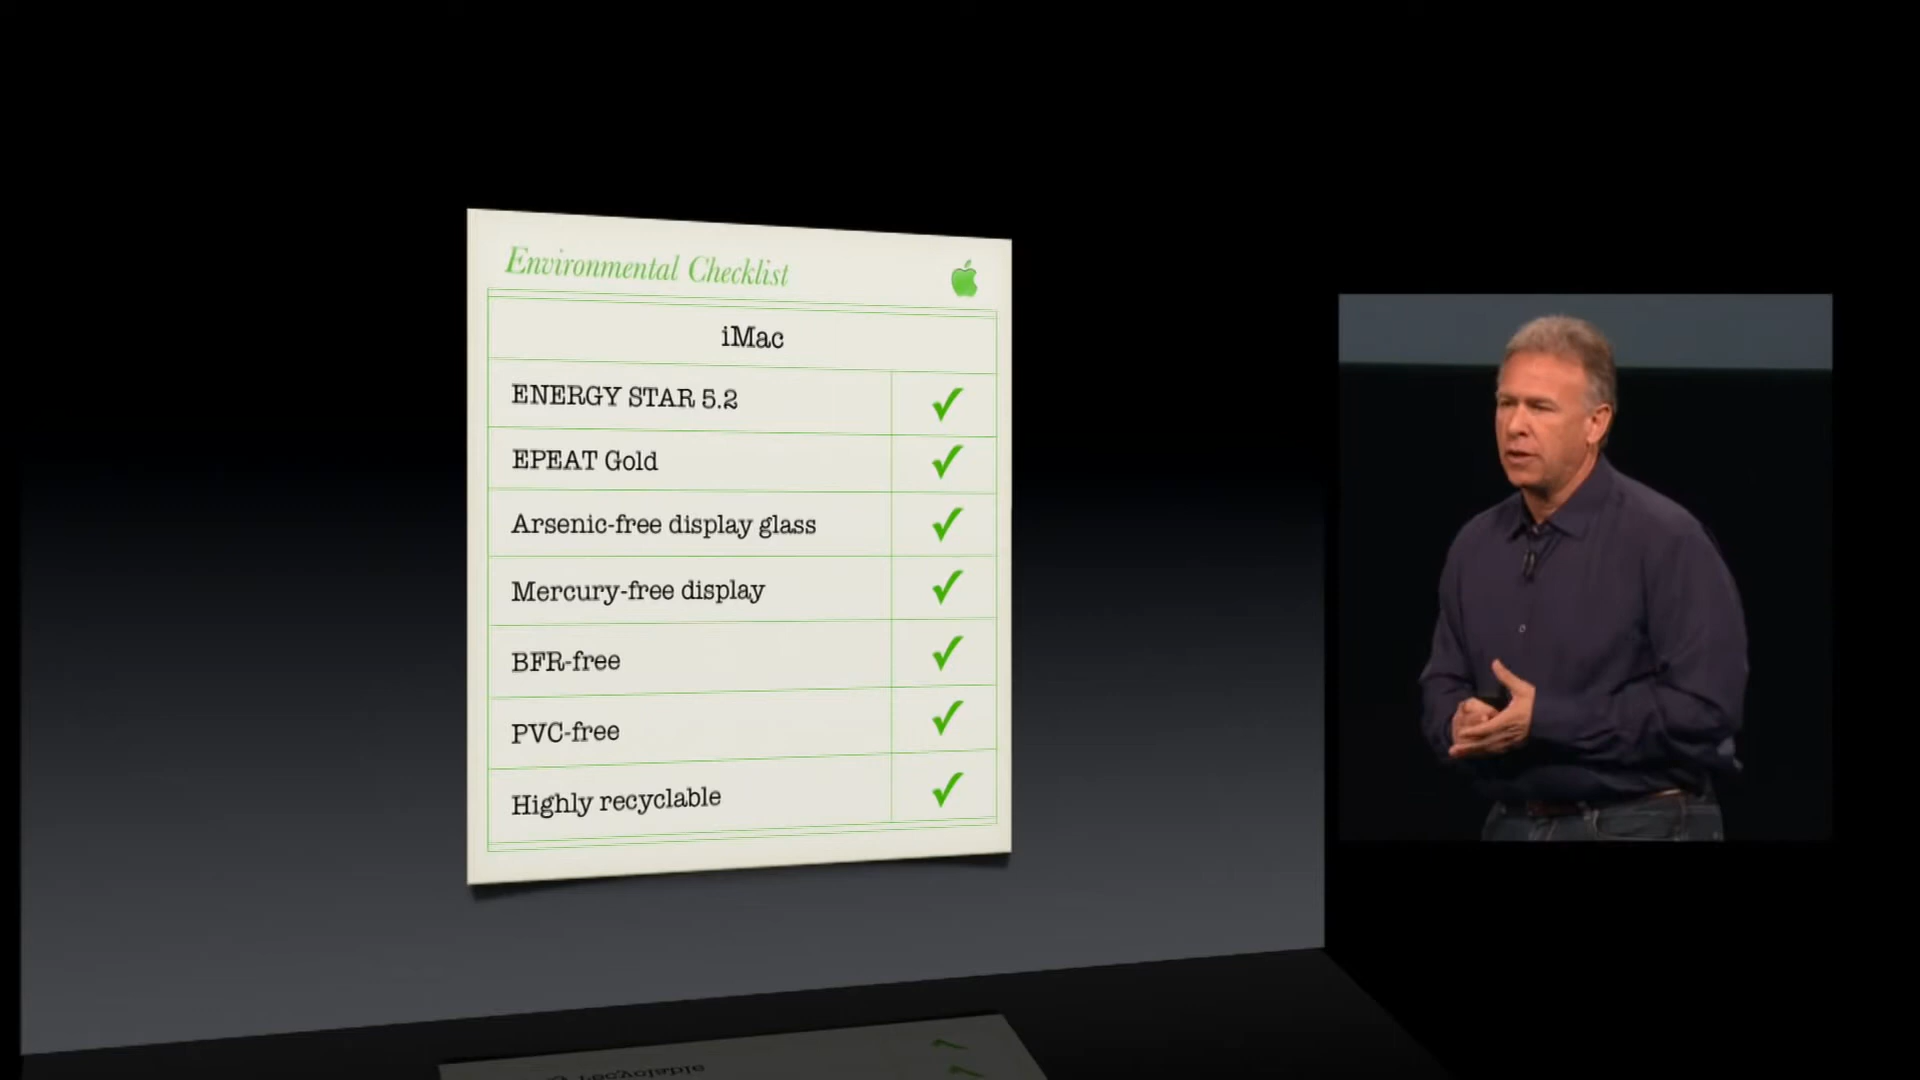 Environmental Checklist
iMac
ENERGY STAR 5.2
EPEAT Gold
Arsenic-free display glass
Mercury-free display
BFR-free
PVC-free
Highly recyclable
recyclable